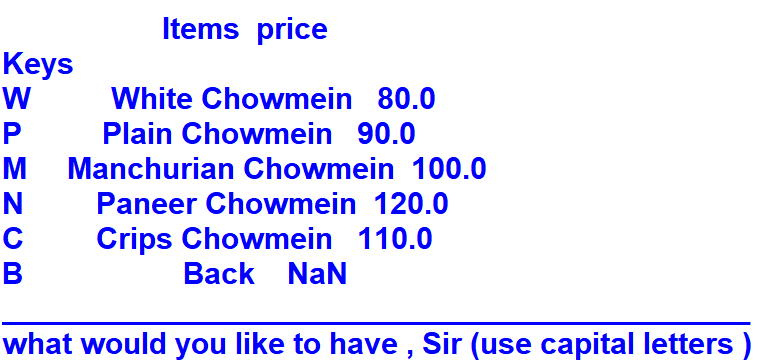 Items price
Keys
W White Chowmein 80.0
P Plain Chowmein 90.0
M Manchurian Chowmein 100.0
N Paneer Chowmein 120.0
C Crips Chowmein 110.0
B Back NaN
what would you like to have , Sir (use capital letters )